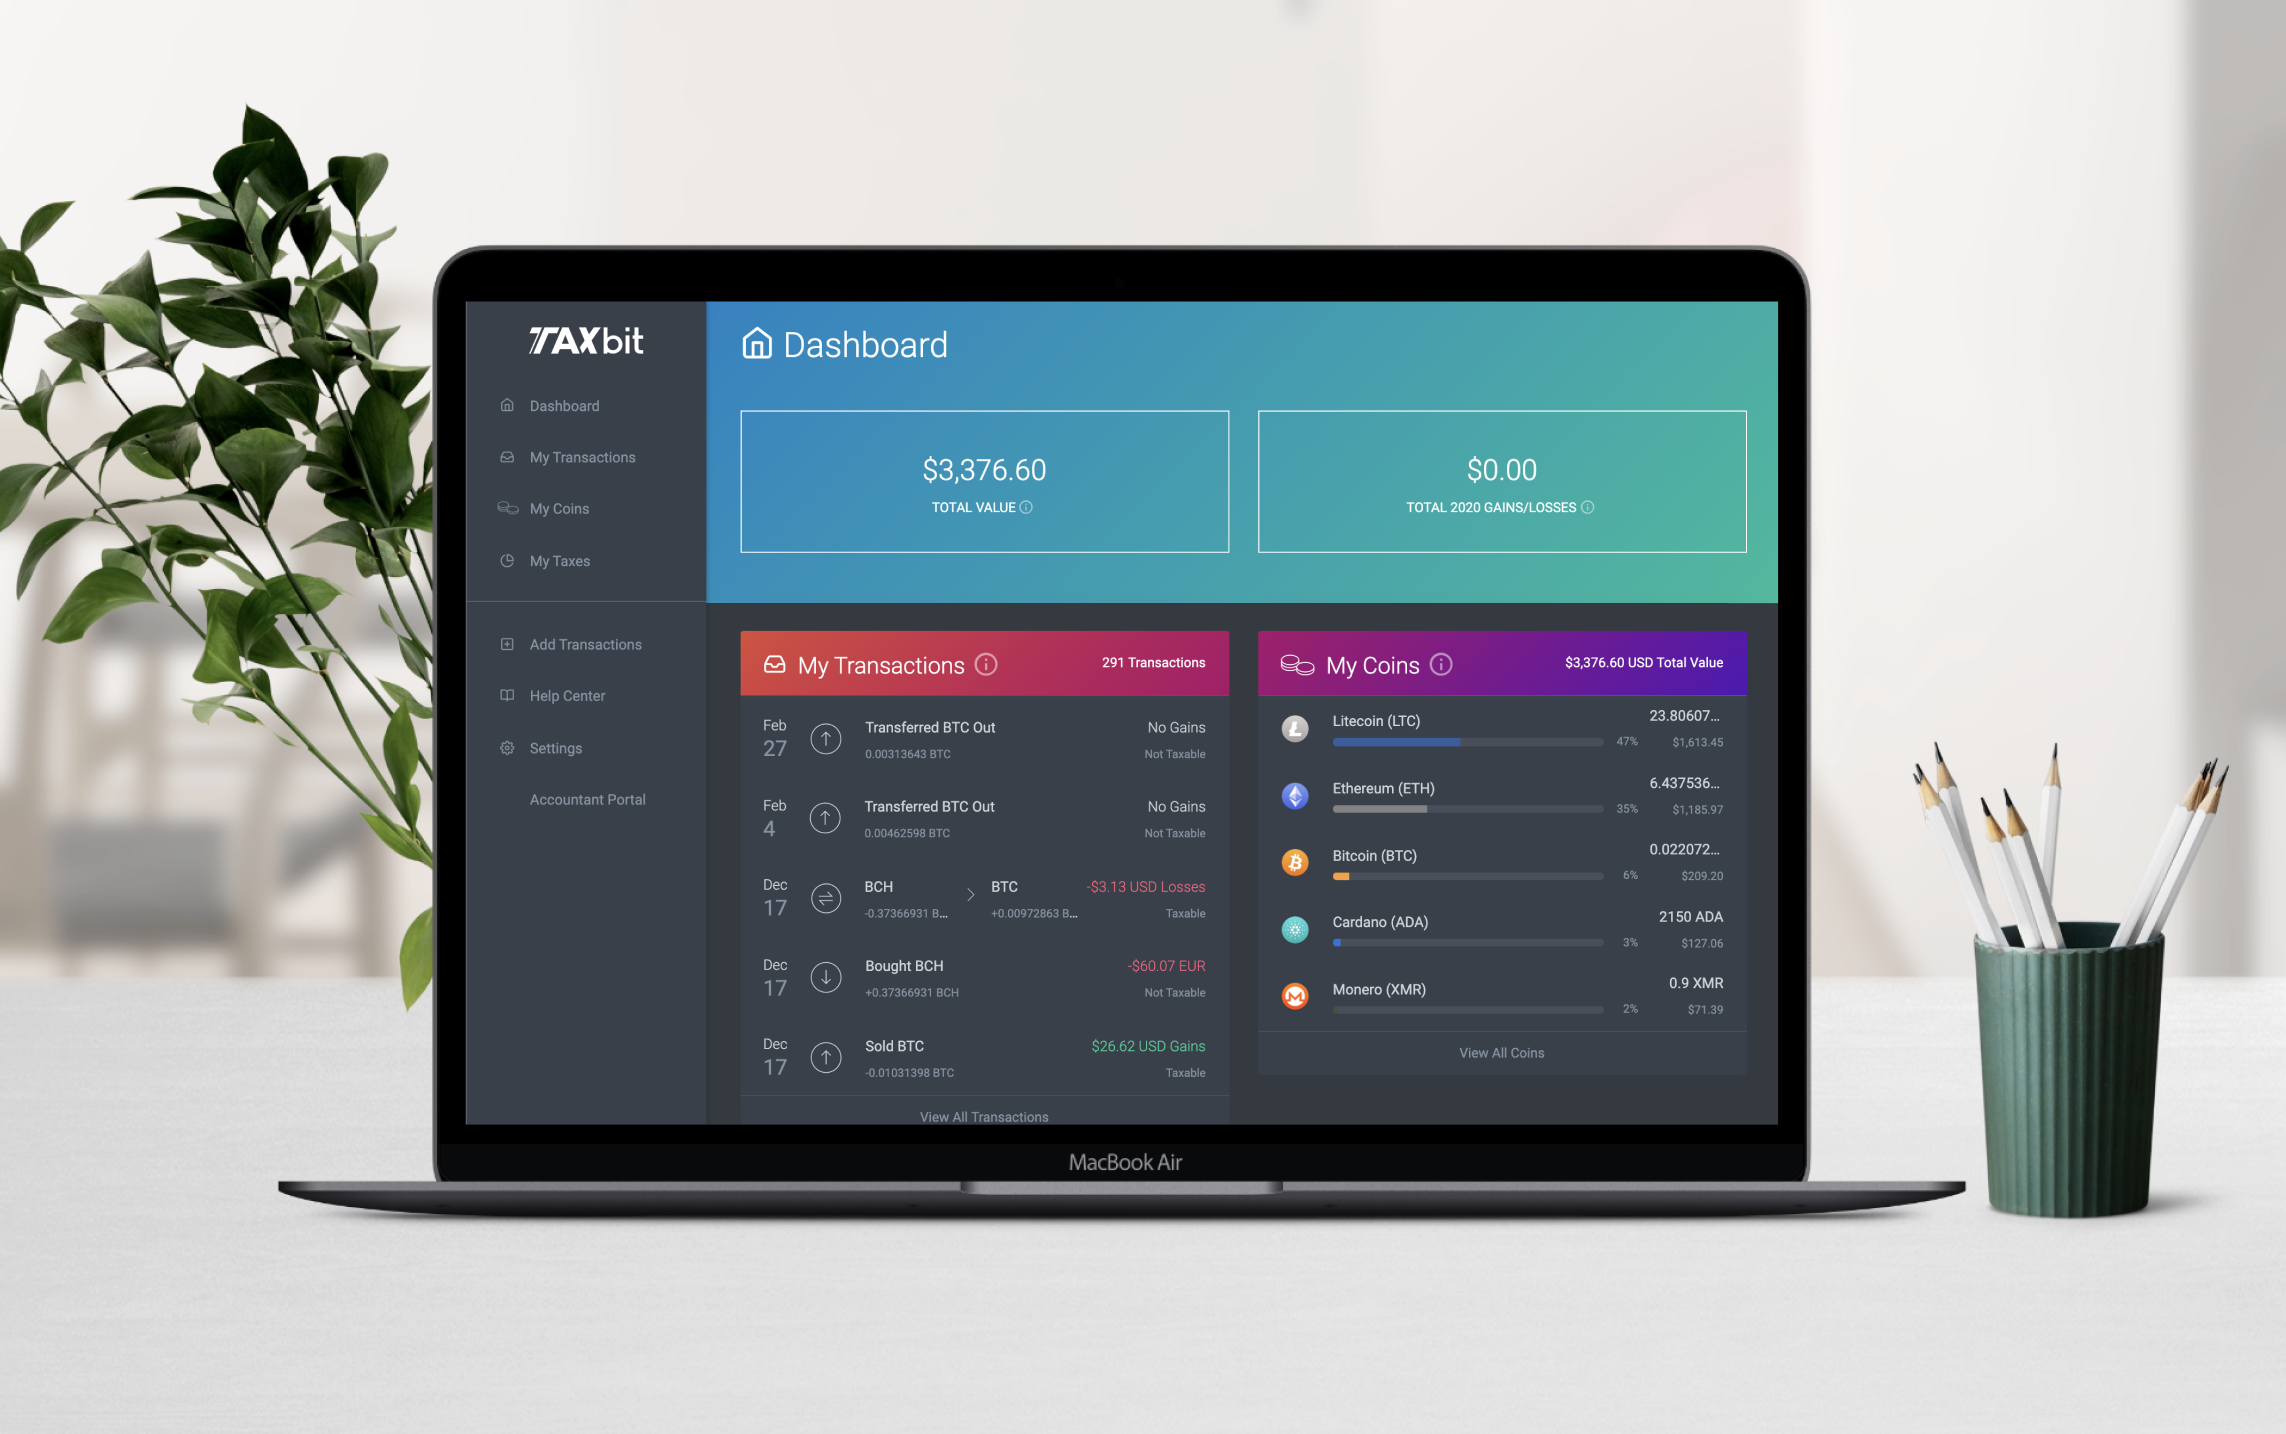 TAXbit
Dashboard
My Transactions
My Coins
My Taxes
Add Transactions
Help Center
Settings
Accountant Portal
Dashboard
$3,376.60
TOTAL VALUE
$0.00
TOTAL 2020 GAINS/LOSSES
My Transactions
291 Transactions
Feb
27
Transferred BTC Out
No Gains
0.00313643 BTC
Not Taxable
Feb
4
Transferred BTC Out
No Gains
0.00462598 BTC
Not Taxable
Dec
17
BCH
BTC
-$3.13 USD Losses
-0.37366931 B...
+0.00972863 B...
Taxable
Dec
17
Bought BCH
-$60.07 EUR
+0.37366931 BCH
Not Taxable
Dec
17
Sold BTC
$26.62 USD Gains
-0.01031398 BTC
Taxable
View All Transactions
My Coins
$3,376.60 USD Total Value
Litecoin (LTC)
23.80607...
47%
$1,613.45
Ethereum (ETH)
6.437536...
35%
$1,185.97
Bitcoin (BTC)
0.022072...
6%
$209.20
Cardano (ADA)
2150 ADA
3%
$127.06
Monero (XMR)
0.9 XMR
2%
$71.39
View All Coins
MacBook Air